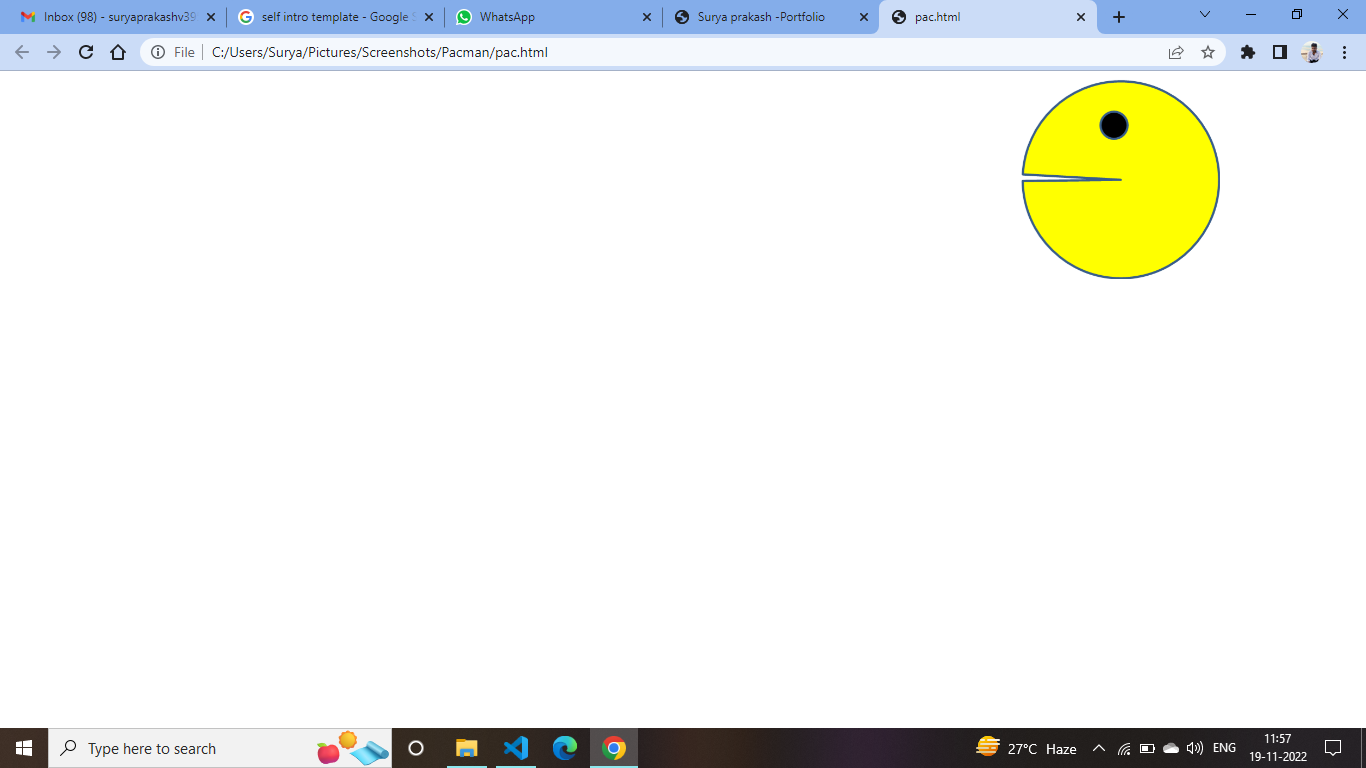 Inbox (98) - suryaprakashv39
self intro template - Google S
WhatsApp
Surya prakash -Portfolio
pac.html
File
C:/Users/Surya/Pictures/Screenshots/Pacman/pac.html
Type here to search
27°C Haze
ENG
11:57
19-11-2022